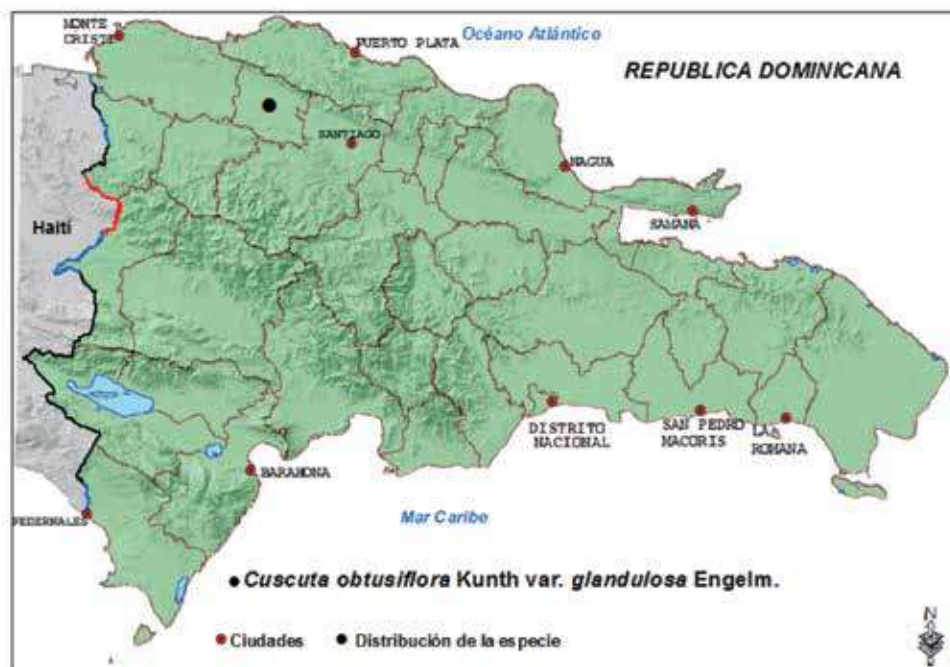 MONTE
CRISTI
PUERTO PLATA
Océano Atlántico
REPUBLICA DOMINICANA
SANTIAGO
NAGUA
SAMANA
Haití
DISTRITO
NACIONAL
SAN PEDRO
MACORIS
LA
ROMANA
BARAHONA
PEDERNALES
Mar Caribe
● Cuscuta obtusiflora Kunth var. glandulosa Engelm.
Ciudades
Distribución de la especie
N